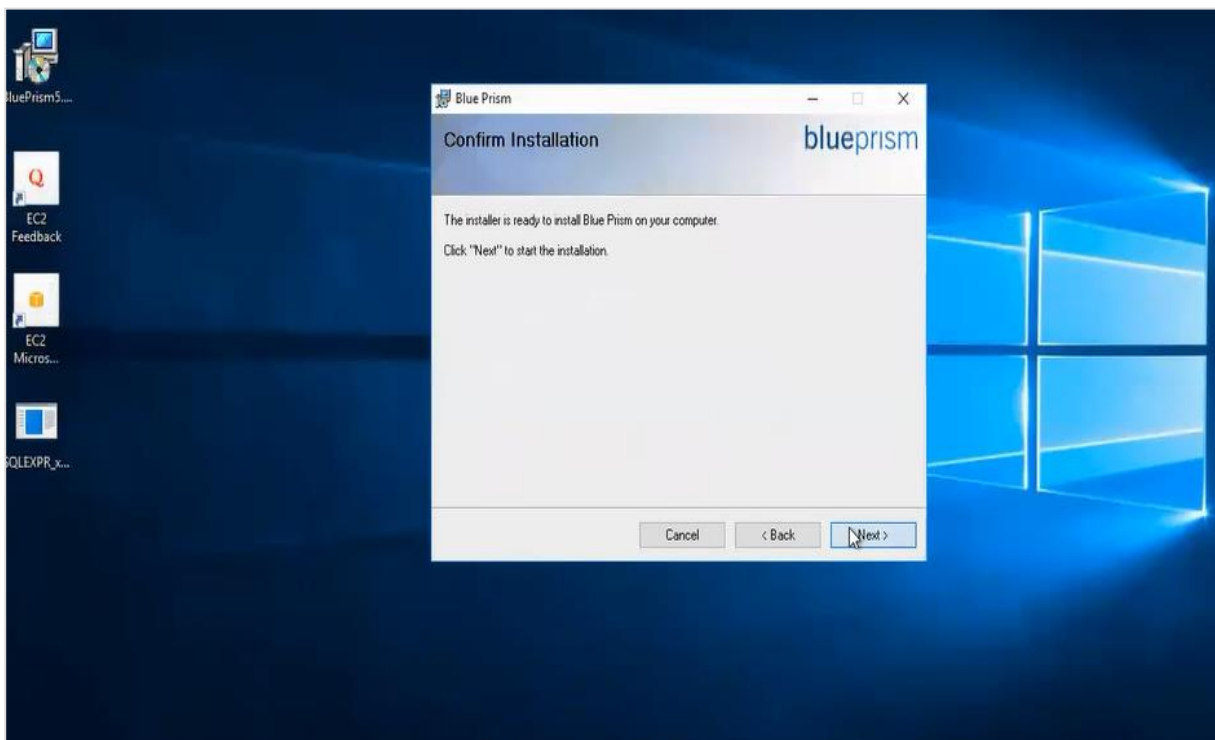 BluePrism5....
EC2
Feedback
EC2
Micros...
SQLEXPR_x...
Blue Prism
Confirm Installation
blueprism
The installer is ready to install Blue Prism on your computer.
Click "Next" to start the installation.
Cancel
< Back
Next >